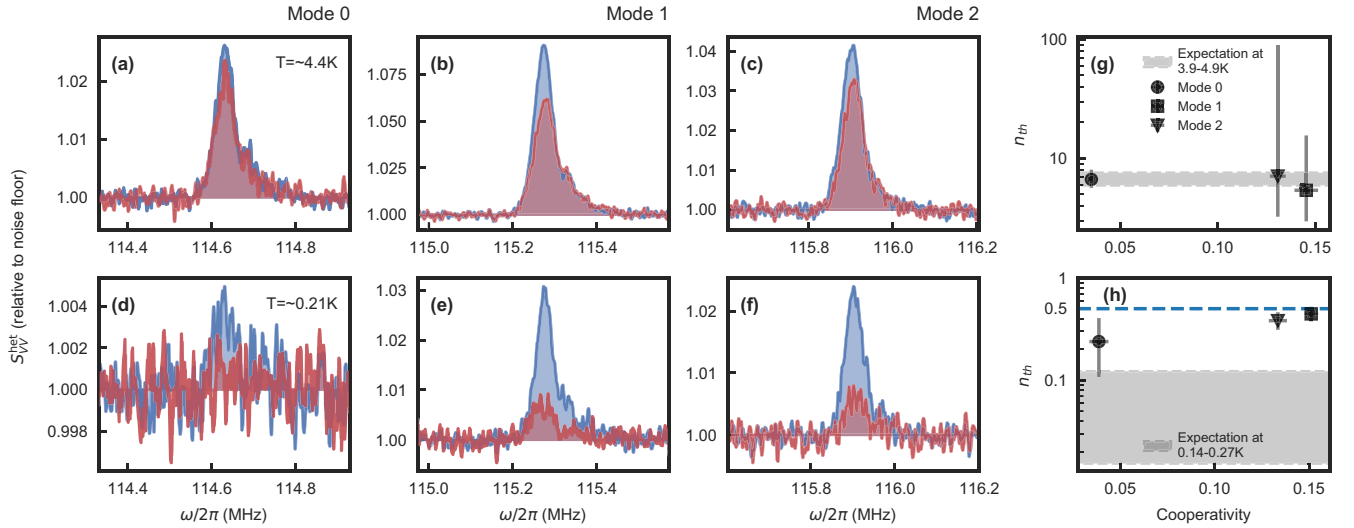 Mode 0
Mode 1
Mode 2
(a)
T=~4.4K
1.02
1.01
1.00
114.4
114.6
114.8
(b)
1.075
1.050
1.025
1.000
115.0
115.2
115.4
(c)
1.04
1.03
1.02
1.01
1.00
115.8
116.0
116.2
(g)
Expectation at
3.9-4.9K
Mode 0
Mode 1
Mode 2
100
10
n_th
0.05
0.10
0.15
S_VV^het (relative to noise floor)
(d)
T=~0.21K
1.004
1.002
1.000
0.998
114.4
114.6
114.8
ω/2π (MHz)
(e)
1.03
1.02
1.01
1.00
115.0
115.2
115.4
ω/2π (MHz)
(f)
1.02
1.01
1.00
115.8
116.0
116.2
ω/2π (MHz)
(h)
1
0.5
0.1
n_th
Expectation at
0.14-0.27K
0.05
0.10
0.15
Cooperativity